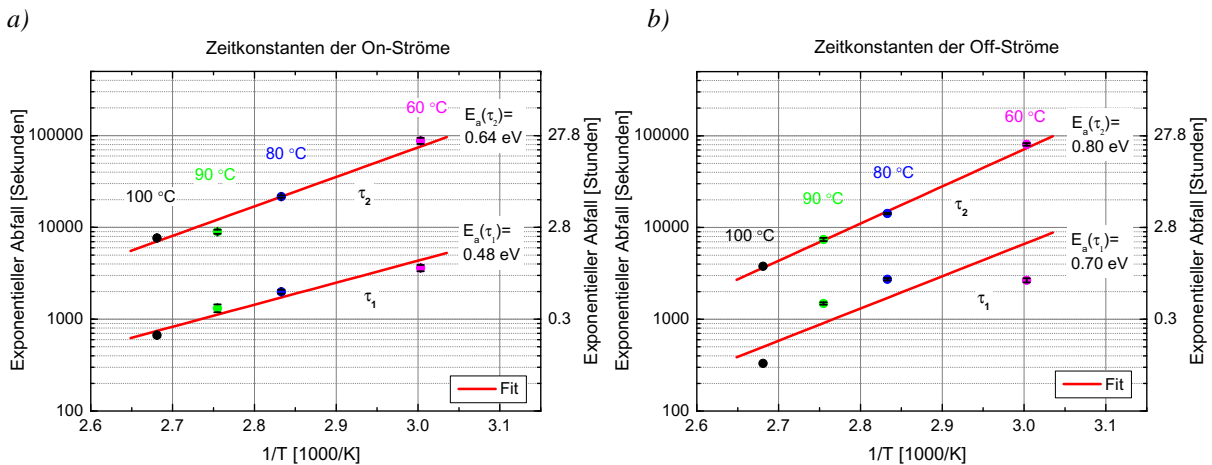 a)
Zeitkonstanten der On-Ströme
2.6 2.7 2.8 2.9 3.0 3.1
100
1000
10000
100000
Exponentieller Abfall [Sekunden]
100 °C
90 °C
80 °C
60 °C
E_a(τ_2)=
0.64 eV
τ_2
E_a(τ_1)=
0.48 eV
τ_1
Fit
27.8
2.8
0.3
Exponentieller Abfall [Stunden]
1/T [1000/K]
b)
Zeitkonstanten der Off-Ströme
2.6 2.7 2.8 2.9 3.0 3.1
100
1000
10000
100000
Exponentieller Abfall [Sekunden]
100 °C
90 °C
80 °C
60 °C
E_a(τ_2)=
0.80 eV
τ_2
E_a(τ_1)=
0.70 eV
τ_1
Fit
27.8
2.8
0.3
Exponentieller Abfall [Stunden]
1/T [1000/K]